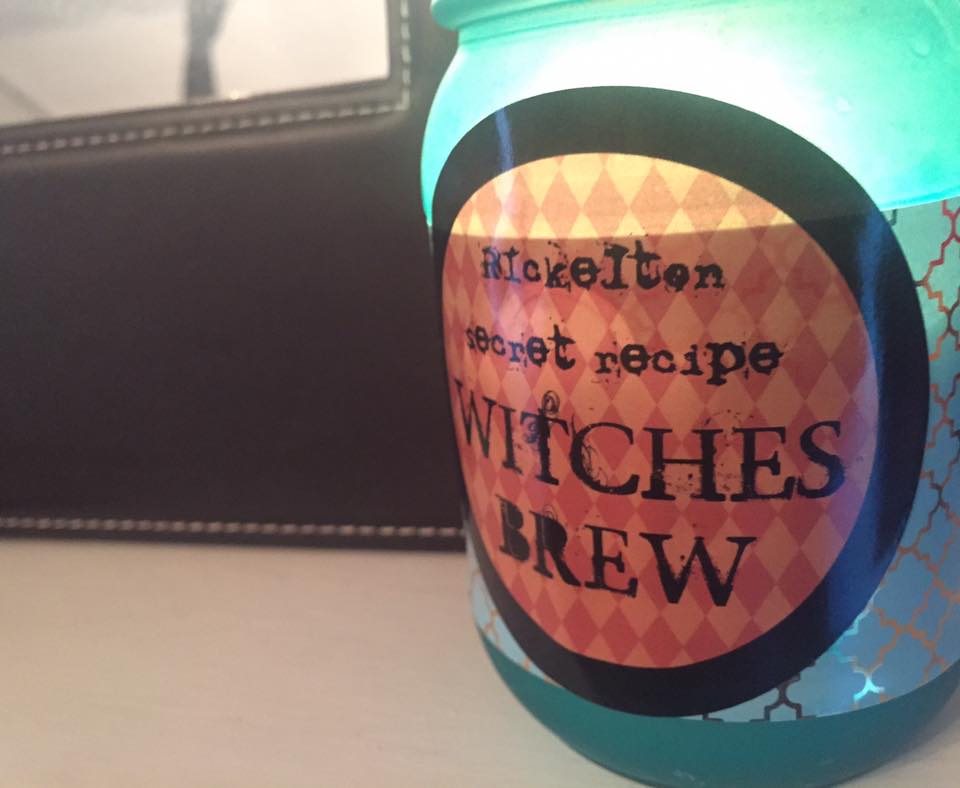 Rickelton
secret recipe
WITCHES
BREW